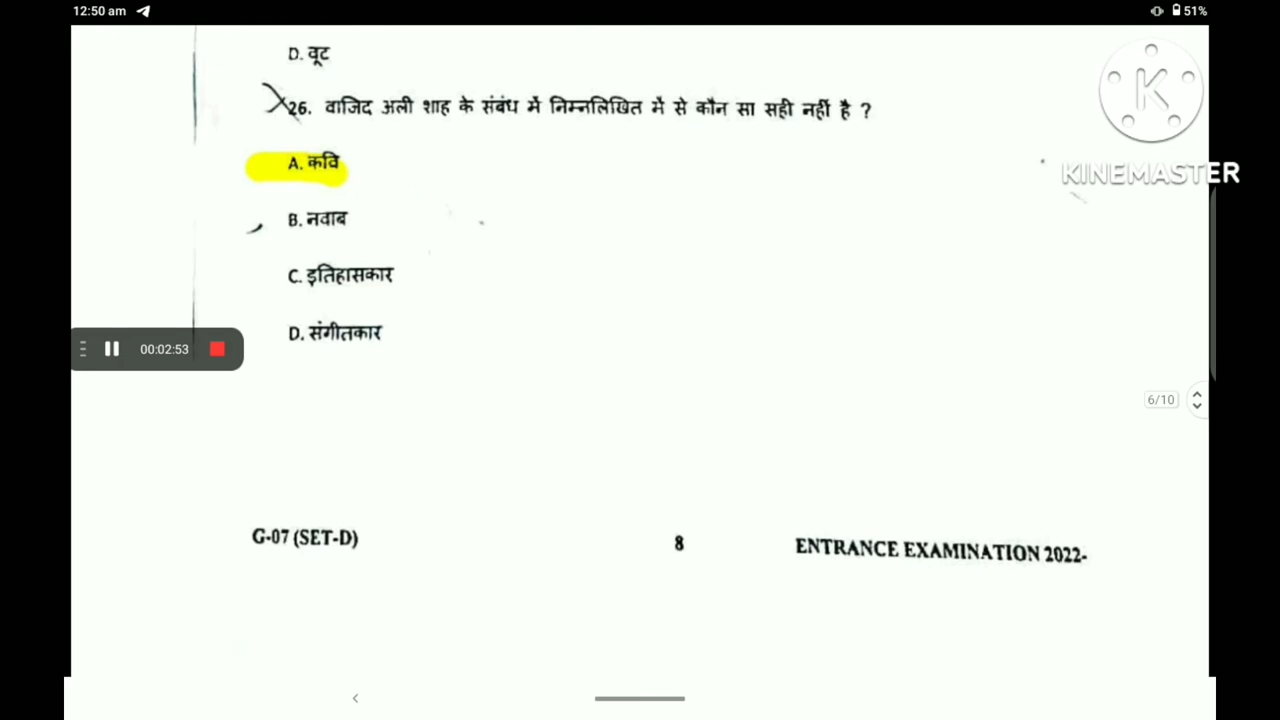 12:50 am
51%
D. वूट
26. वाजिद अली शाह के संबंध में निम्नलिखित में से कौन सा सही नहीं है ?
A. कवि
K
KINEMASTER
B. नवाब
C. इतिहासकार
D. संगीतकार
00:02:53
6/10
G-07 (SET-D)
8
ENTRANCE EXAMINATION 2022-